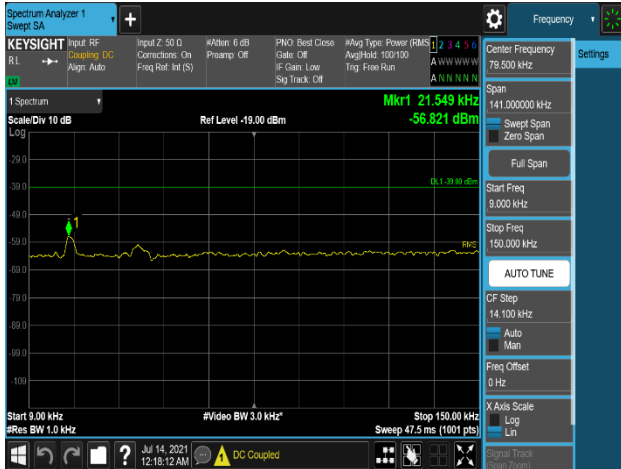 Spectrum Analyzer 1
Swept SA
+
Frequency
Settings
KEYSIGHT
RL
LV
Input: RF
Coupling: DC
Align: Auto
Input Z: 50 Ω
Corrections: On
Freq Ref: Int (S)
#Atten: 6 dB
Preamp: Off
PNO: Best Close
Gate: Off
IF Gain: Low
Sig Track: Off
#Avg Type: Power (RMS
Avg|Hold: 100/100
Trig: Free Run
1 2 3 4 5 6
A WW WW W
A N N N N N
1 Spectrum
Scale/Div 10 dB
Log
Ref Level -19.00 dBm
Mkr1 21.549 kHz
-56.821 dBm
-29.0
-39.0
-49.0
-59.0
-69.0
-79.0
-89.0
-99.0
-109
DL1 -39.00 dBm
1
RMS
Start 9.00 kHz
#Res BW 1.0 kHz
#Video BW 3.0 kHz*
Stop 150.00 kHz
Sweep 47.5 ms (1001 pts)
Center Frequency
79.500 kHz
Span
141.000000 kHz
Swept Span
Zero Span
Full Span
Start Freq
9.000 kHz
Stop Freq
150.000 kHz
AUTO TUNE
CF Step
14.100 kHz
Auto
Man
Freq Offset
0 Hz
X Axis Scale
Log
Lin
Signal Track
(Span Zoom)
?
Jul 14, 2021
12:18:12 AM
DC Coupled